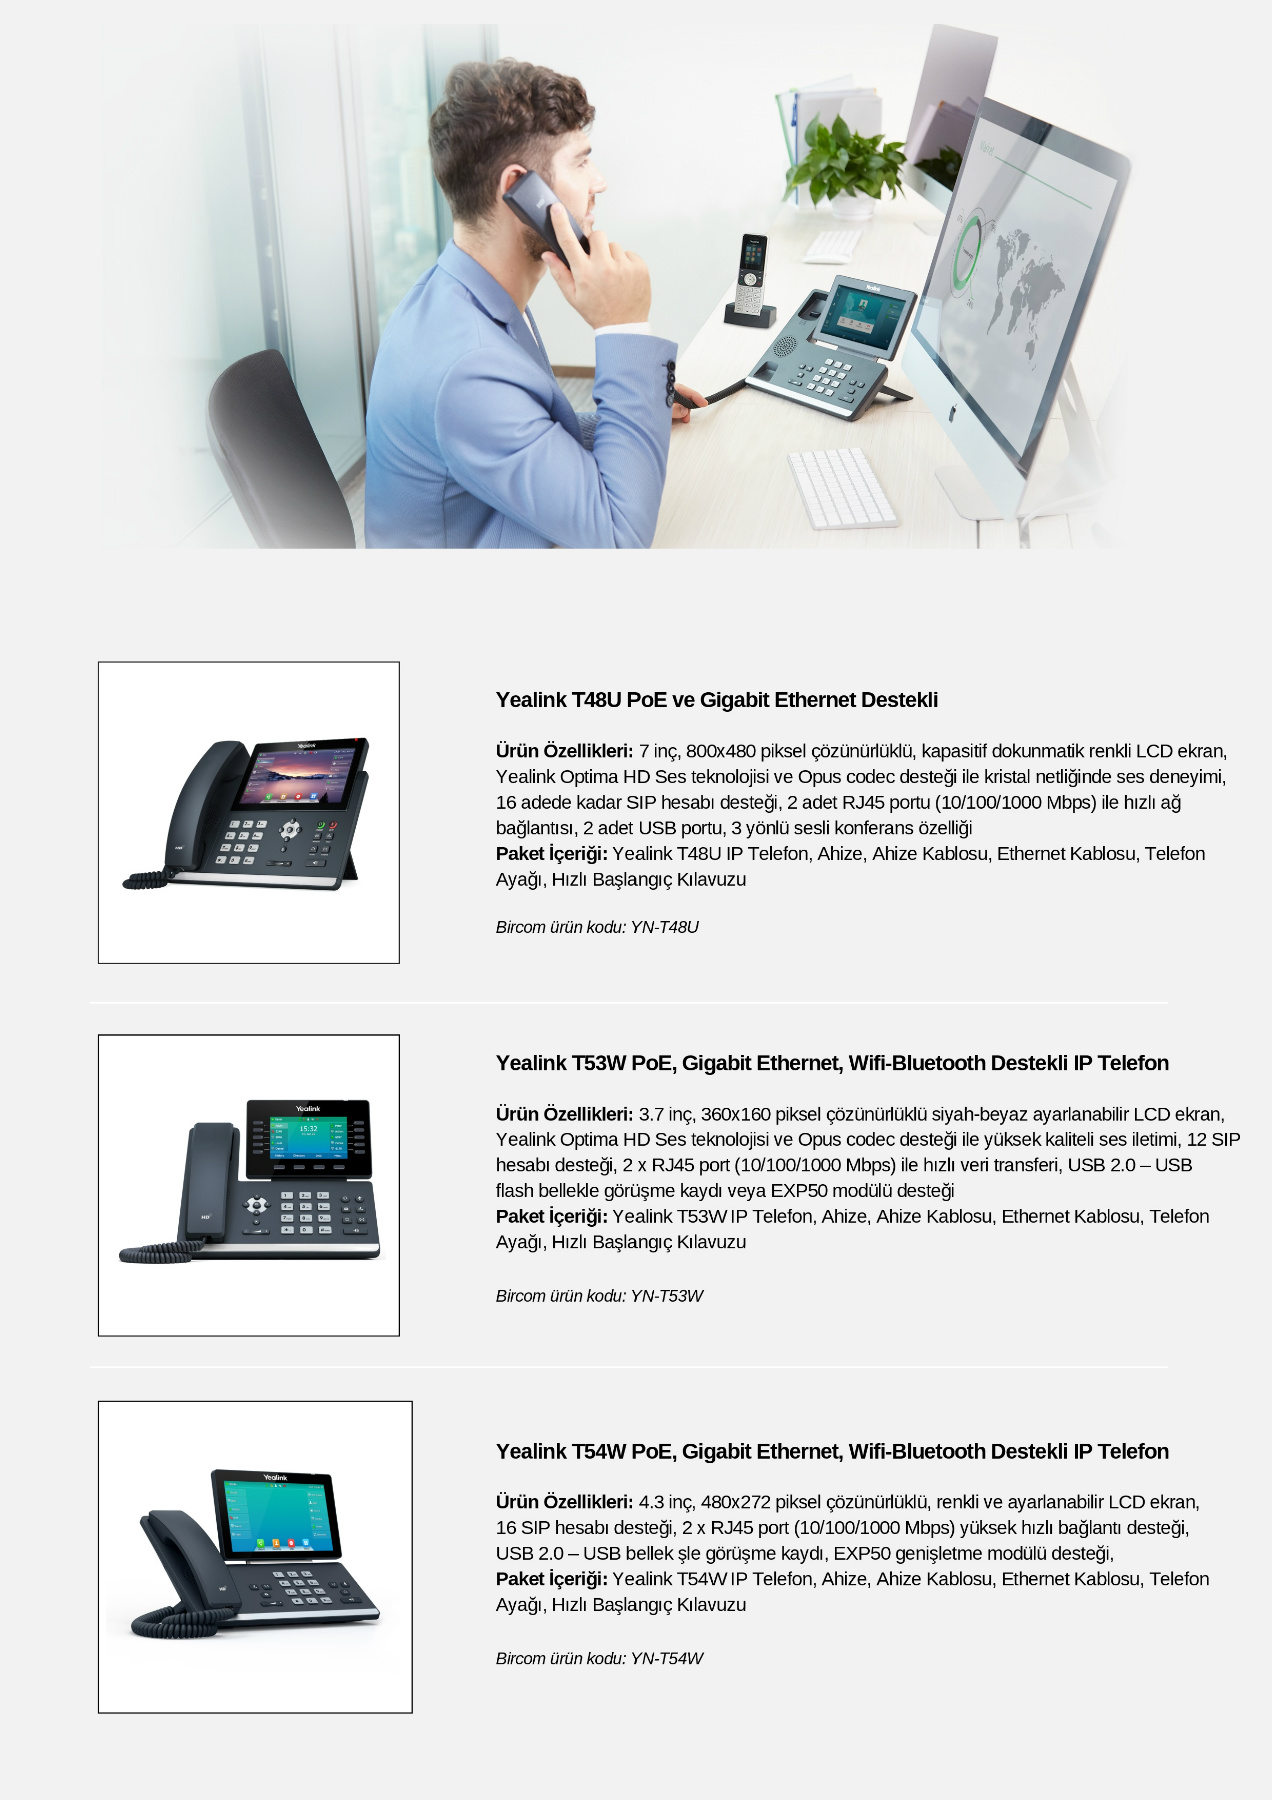 Yealink
Yealink
Yealink T48U PoE ve Gigabit Ethernet Destekli
Ürün Özellikleri: 7 inç, 800x480 piksel çözünürlüklü, kapasitif dokunmatik renkli LCD ekran,
Yealink Optima HD Ses teknolojisi ve Opus codec desteği ile kristal netliğinde ses deneyimi,
16 adede kadar SIP hesabı desteği, 2 adet RJ45 portu (10/100/1000 Mbps) ile hızlı ağ
bağlantısı, 2 adet USB portu, 3 yönlü sesli konferans özelliği
Paket İçeriği: Yealink T48U IP Telefon, Ahize, Ahize Kablosu, Ethernet Kablosu, Telefon
Ayağı, Hızlı Başlangıç Kılavuzu
Bircom ürün kodu: YN-T48U
Yealink
15:32
HD
Yealink T53W PoE, Gigabit Ethernet, Wifi-Bluetooth Destekli IP Telefon
Ürün Özellikleri: 3.7 inç, 360x160 piksel çözünürlüklü siyah-beyaz ayarlanabilir LCD ekran,
Yealink Optima HD Ses teknolojisi ve Opus codec desteği ile yüksek kaliteli ses iletimi, 12 SIP
hesabı desteği, 2 x RJ45 port (10/100/1000 Mbps) ile hızlı veri transferi, USB 2.0 – USB
flash bellekle görüşme kaydı veya EXP50 modülü desteği
Paket İçeriği: Yealink T53W IP Telefon, Ahize, Ahize Kablosu, Ethernet Kablosu, Telefon
Ayağı, Hızlı Başlangıç Kılavuzu
Bircom ürün kodu: YN-T53W
Yealink
Yealink T54W PoE, Gigabit Ethernet, Wifi-Bluetooth Destekli IP Telefon
Ürün Özellikleri: 4.3 inç, 480x272 piksel çözünürlüklü, renkli ve ayarlanabilir LCD ekran,
16 SIP hesabı desteği, 2 x RJ45 port (10/100/1000 Mbps) yüksek hızlı bağlantı desteği,
USB 2.0 – USB bellek şle görüşme kaydı, EXP50 genişletme modülü desteği,
Paket İçeriği: Yealink T54W IP Telefon, Ahize, Ahize Kablosu, Ethernet Kablosu, Telefon
Ayağı, Hızlı Başlangıç Kılavuzu
Bircom ürün kodu: YN-T54W